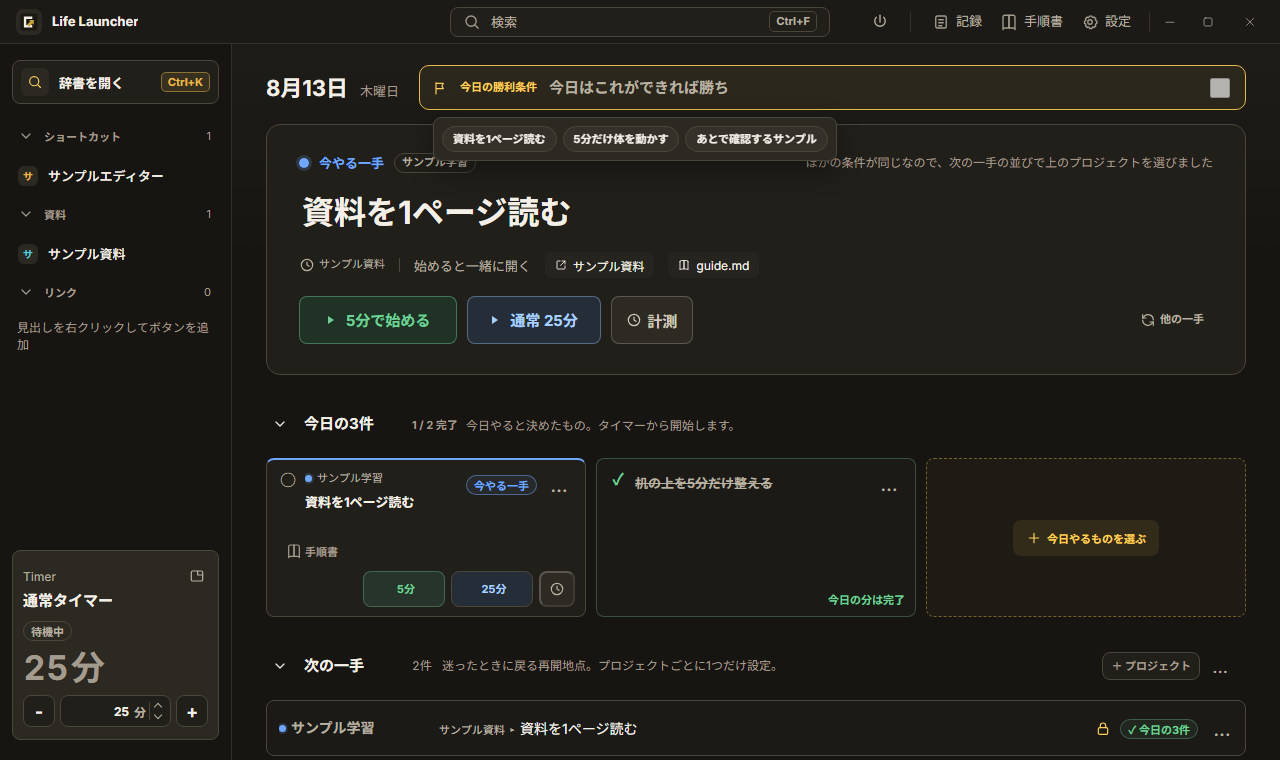 Life Launcher
検索
Ctrl+F
記録
手順書
設定
辞書を開く
Ctrl+K
ショートカット
1
サンプルエディター
資料
1
サンプル資料
リンク
0
見出しを右クリックしてボタンを追加
Timer
通常タイマー
待機中
25分
- 25 分 +
8月13日 木曜日
今日の勝利条件 今日はこれができれば勝ち
資料を1ページ読む 5分だけ体を動かす あとで確認するサンプル
今やる一手 サンプル学習 ほかの条件が同じなので、次の一手の並びで上のプロジェクトを選びました
資料を1ページ読む
サンプル資料 始めると一緒に開く サンプル資料 guide.md
5分で始める 通常 25分 計測 他の一手
今日の3件 1 / 2 完了 今日やると決めたもの。タイマーから開始します。
サンプル学習
今やる一手 ...
資料を1ページ読む
手順書
5分 25分
✓ 机の上を5分だけ整える ...
今日の分は完了
+ 今日やるものを選ぶ
次の一手 2件 迷ったときに戻る再開地点。プロジェクトごとに1つだけ設定。 + プロジェクト ...
サンプル学習 サンプル資料 ▸ 資料を1ページ読む ✓ 今日の3件 ...